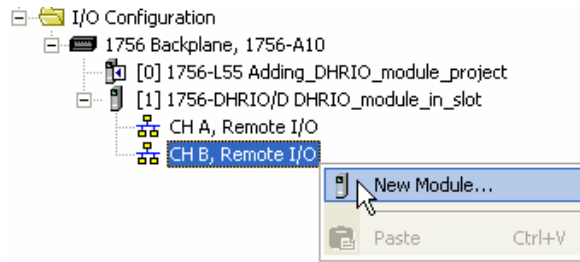 I/O Configuration
1756 Backplane, 1756-A10
[0] 1756-L55 Adding_DHRIO_module_project
[1] 1756-DHRIO/D DHRIO_module_in_slot
CH A, Remote I/O
CH B, Remote I/O
New Module...
Paste Ctrl+V